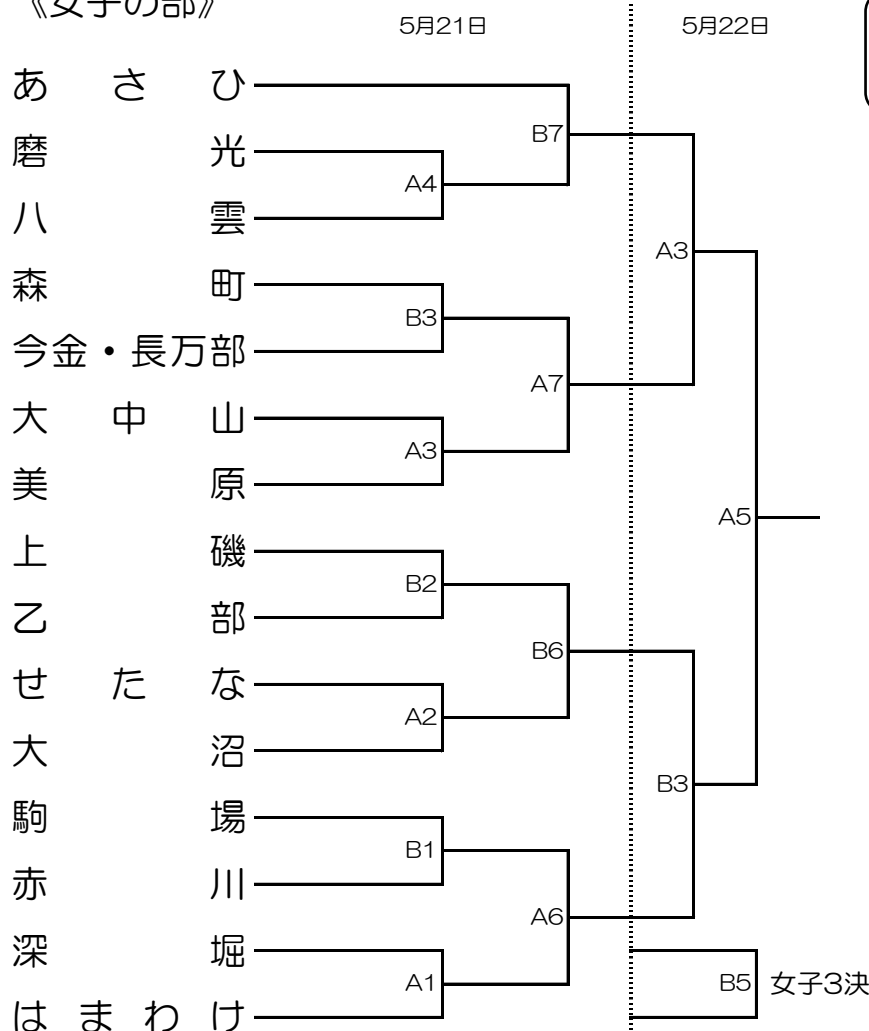 《女子の部》
5月21日 5月22日
あさひ
B7
磨光
A4
八雲
A3
森町
B3
今金・長万部
A7
大中山
A3
美原
A5
上磯
B2
乙部
B6
せたな
A2
大沼
B3
駒場
B1
赤川
A6
深堀
A1 B5 女子3決
はまわけ